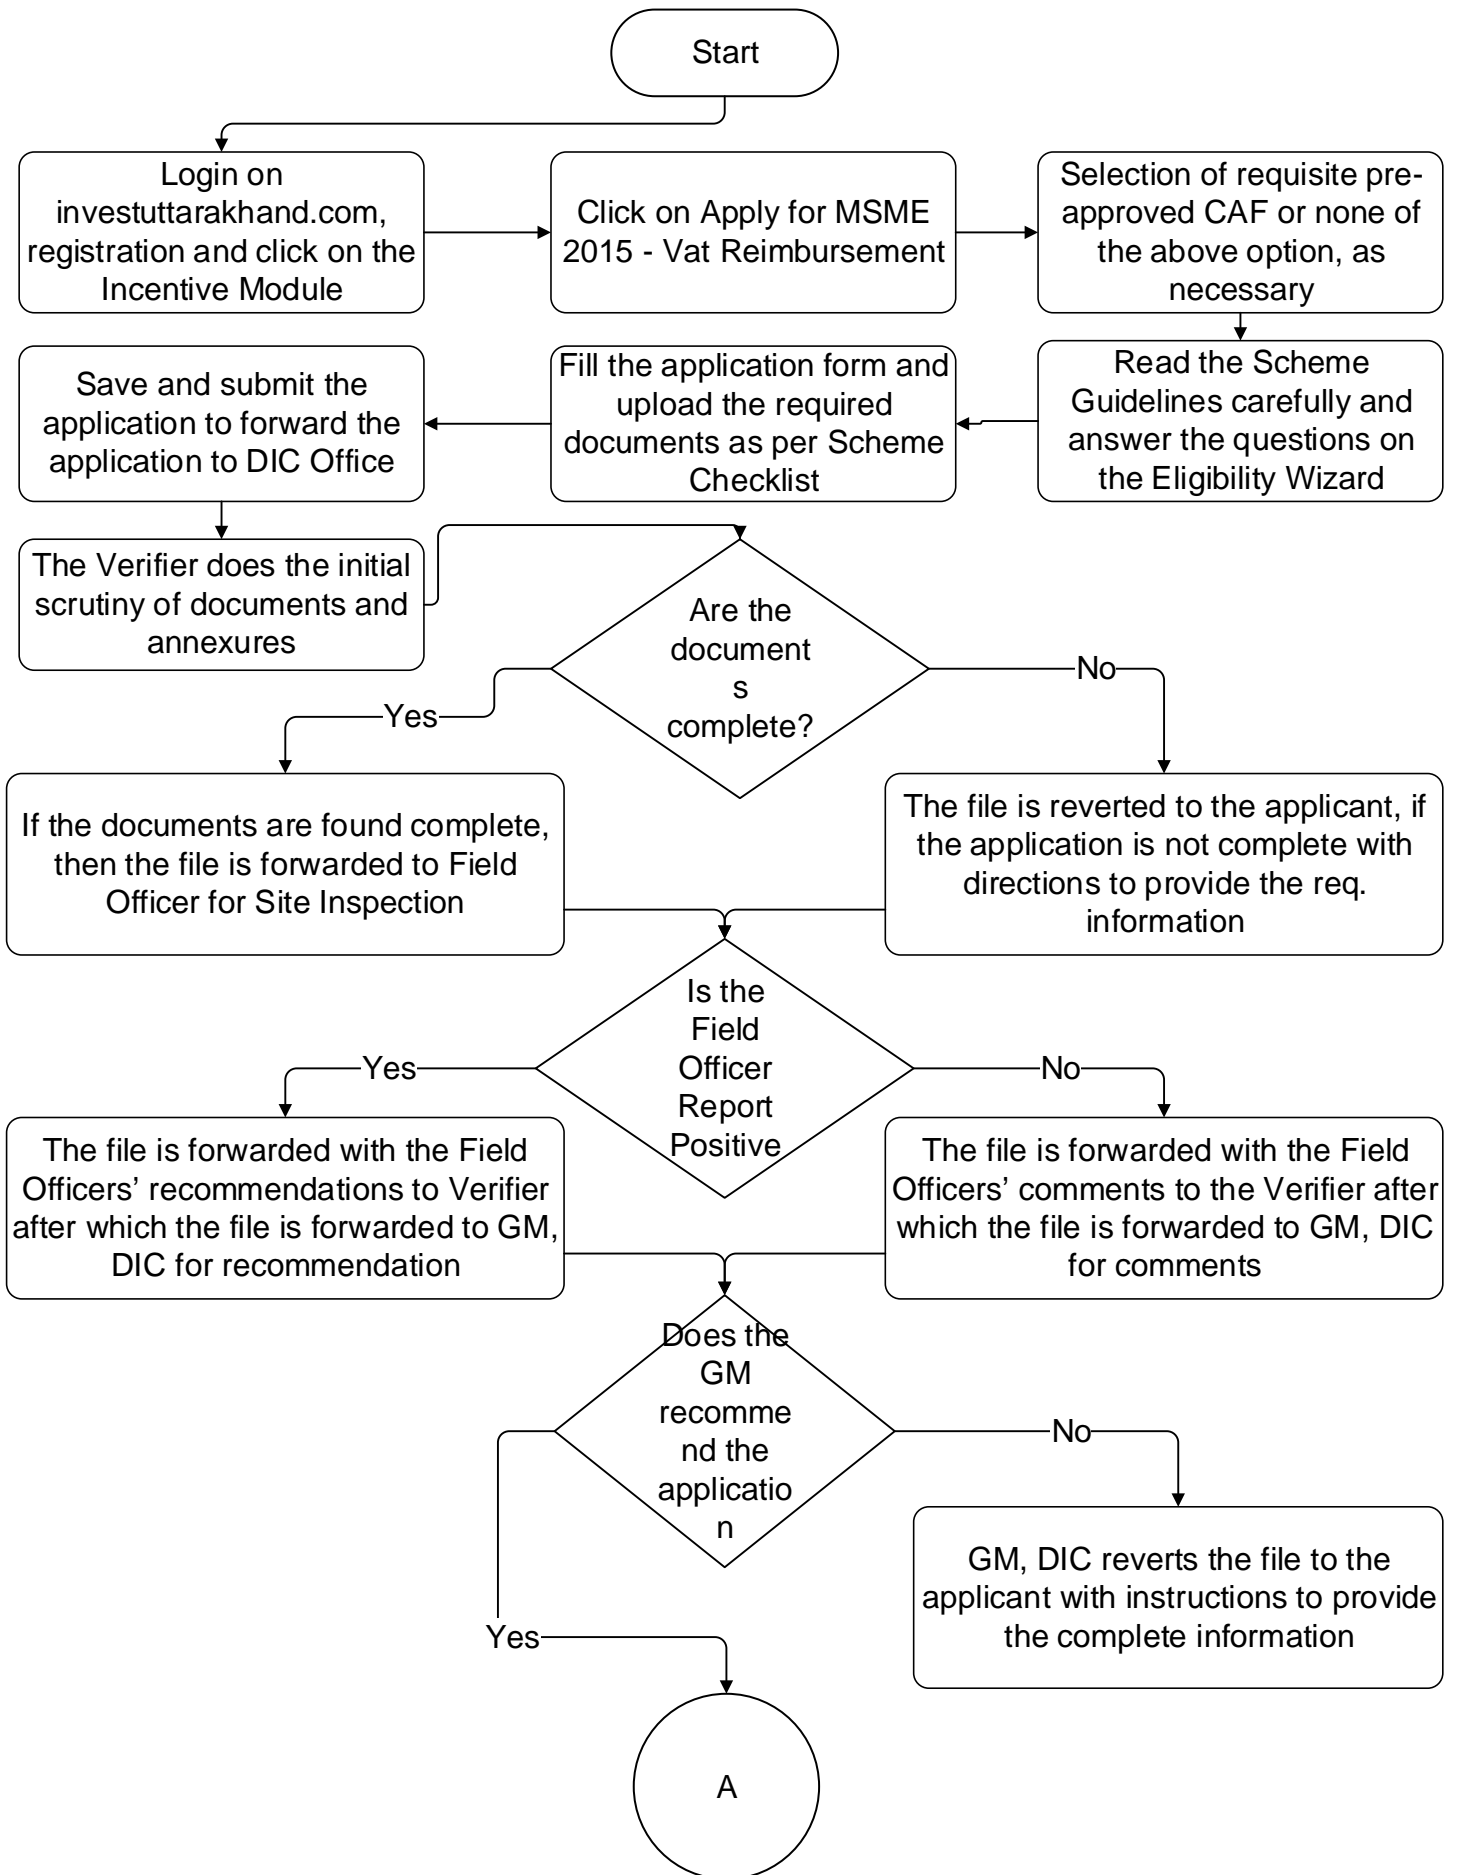 Start
Login on
investuttarakhand.com,
registration and click on the
Incentive Module
Click on Apply for MSME
2015 - Vat Reimbursement
Selection of requisite pre-
approved CAF or none of
the above option, as
necessary
Read the Scheme
Guidelines carefully and
answer the questions on
the Eligibility Wizard
Fill the application form and
upload the required
documents as per Scheme
Checklist
Save and submit the
application to forward the
application to DIC Office
The Verifier does the initial
scrutiny of documents and
annexures
Are the
document
s
complete?
Yes
No
If the documents are found complete,
then the file is forwarded to Field
Officer for Site Inspection
The file is reverted to the applicant, if
the application is not complete with
directions to provide the req.
information
Is the
Field
Officer
Report
Positive
Yes
No
The file is forwarded with the Field
Officers’ recommendations to Verifier
after which the file is forwarded to GM,
DIC for recommendation
The file is forwarded with the Field
Officers’ comments to the Verifier after
which the file is forwarded to GM, DIC
for comments
Does the
GM
recomme
nd the
applicatio
n
No
Yes
GM, DIC reverts the file to the
applicant with instructions to provide
the complete information
A